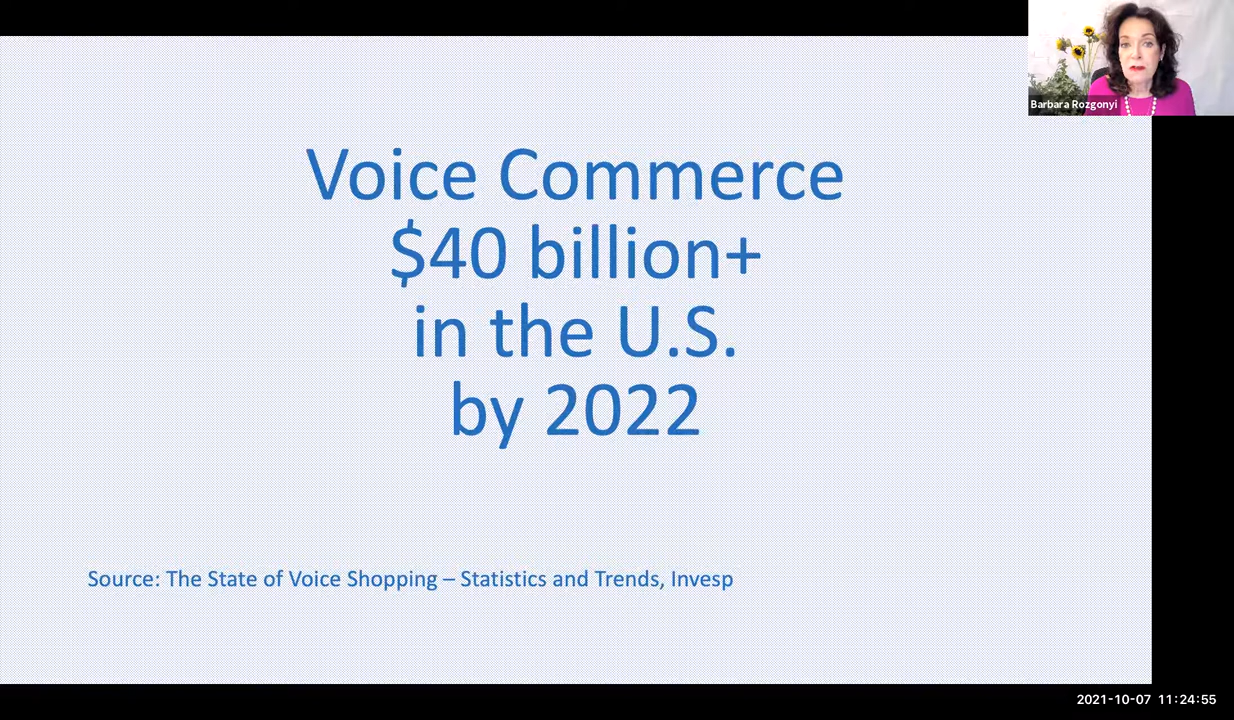 Barbara Rozgonyi
Voice Commerce
$40 billion+
in the U.S.
by 2022
Source: The State of Voice Shopping – Statistics and Trends, Invesp
2021-10-07 11:24:55